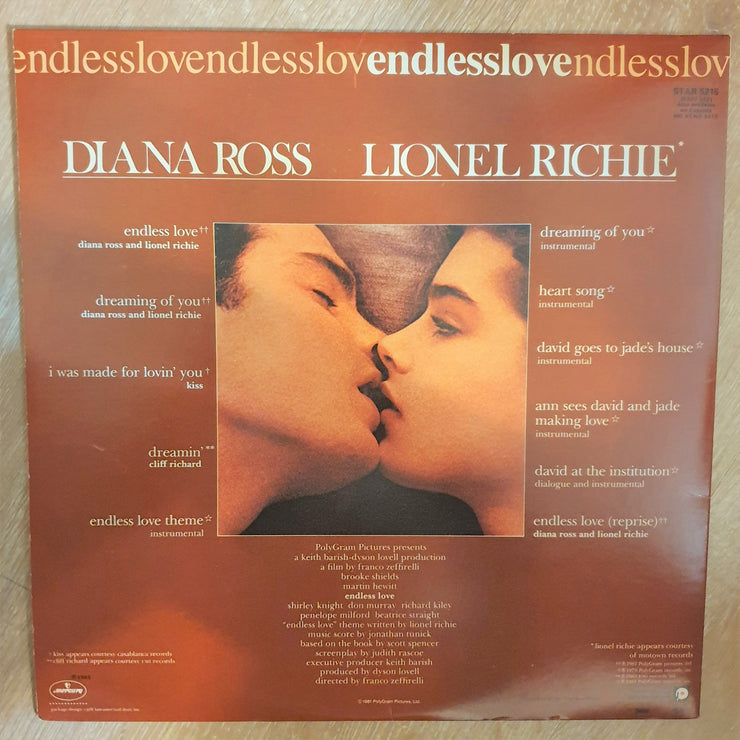 endlesslovendlesslovendlessloveendlesslov
STAR 5215
DIANA ROSS LIONEL RICHIE*
endless love††
diana ross and lionel richie
dreaming of you††
diana ross and lionel richie
i was made for lovin' you†
kiss
dreamin'**
cliff richard
endless love theme☆
instrumental
dreaming of you☆
instrumental
heart song☆
instrumental
david goes to jade's house☆
instrumental
ann sees david and jade
making love☆
instrumental
david at the institution☆
dialogue and instrumental
endless love (reprise)††
diana ross and lionel richie
PolyGram Pictures presents
a keith barish-dyson lovell production
a film by franco zeffirelli
brooke shields
martin hewitt
endless love
shirley knight don murray richard kiley
penelope milford beatrice straight
"endless love" theme written by lionel richie
music score by jonathan tunick
based on the book by scott spencer
screenplay by judith rascoe
executive producer keith barish
produced by dyson lovell
directed by franco zeffirelli
© 1981 PolyGram Pictures, Ltd.
* kiss appears courtesy casablanca records
** cliff richard appears courtesy emi records
mercury
*lionel richie appears courtesy
of motown records